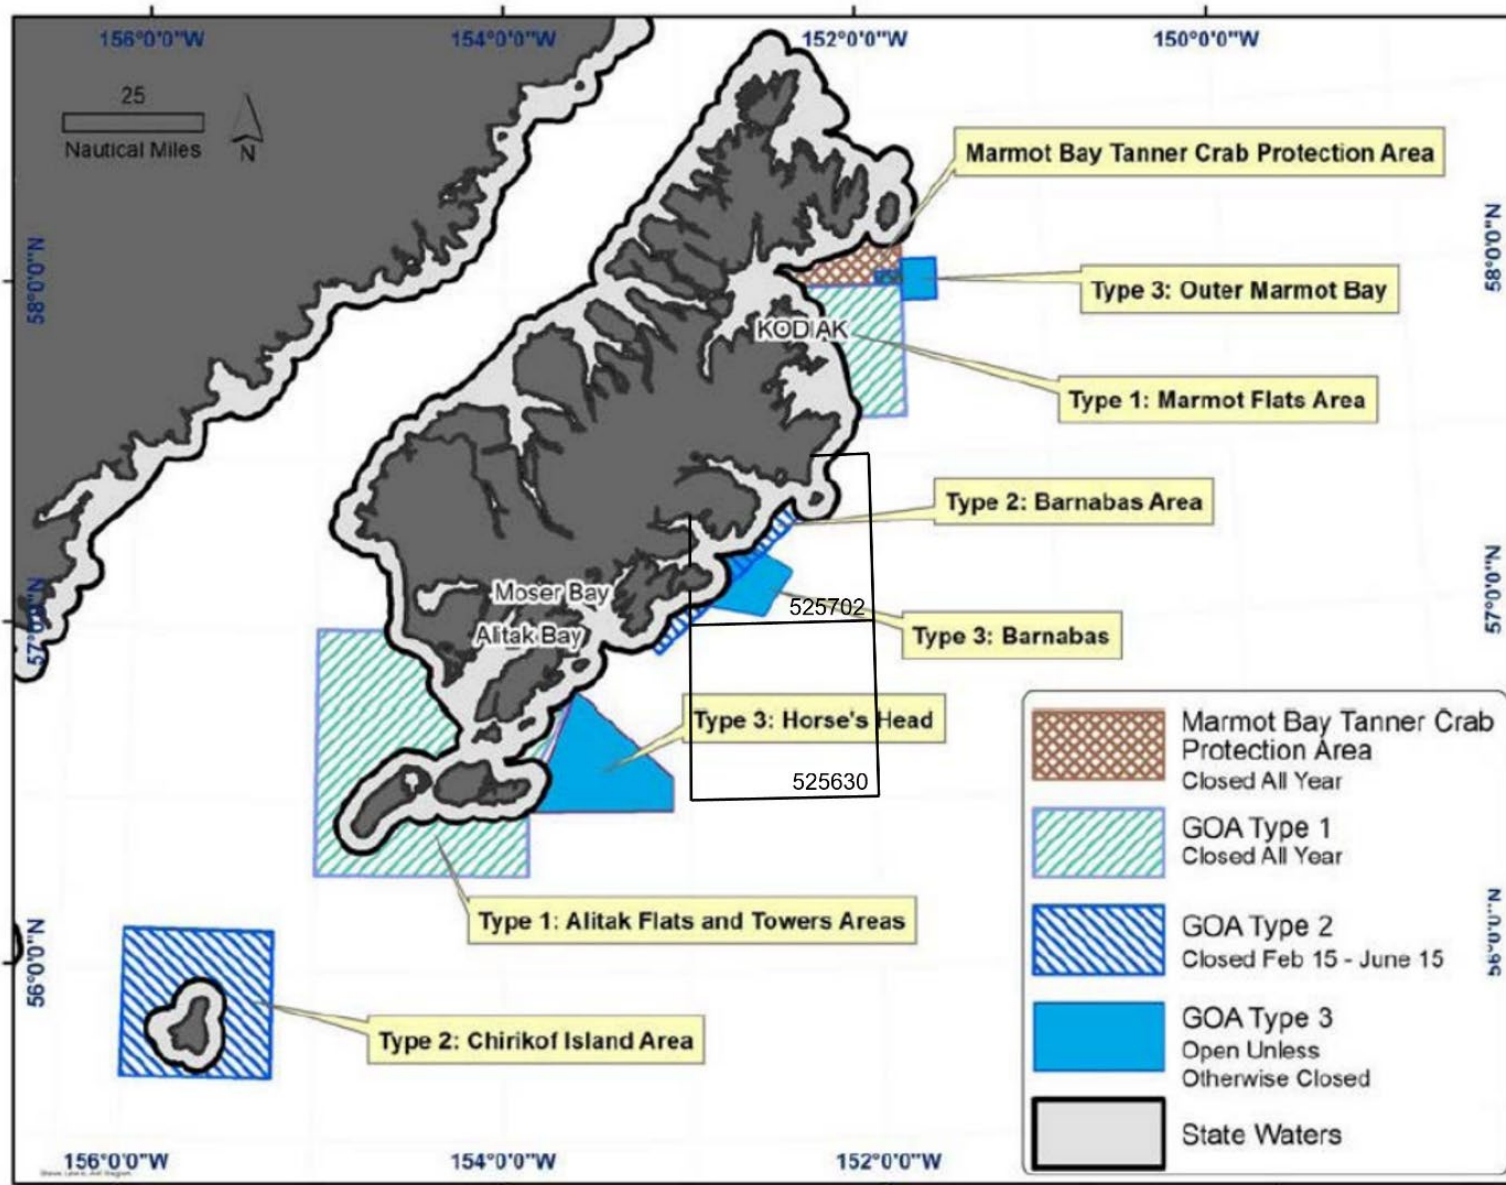 156°0'0"W
154°0'0"W
152°0'0"W
150°0'0"W
25
Nautical Miles
N
Marmot Bay Tanner Crab Protection Area
58°0'0"N
58°0'0"N
Type 3: Outer Marmot Bay
KODIAK
Type 1: Marmot Flats Area
Type 2: Barnabas Area
57°0'0"N
57°0'0"N
Moser Bay
525702
Alitak Bay
Type 3: Barnabas
Type 3: Horse's Head
525630
Marmot Bay Tanner Crab
Protection Area
Closed All Year
GOA Type 1
Closed All Year
Type 1: Alitak Flats and Towers Areas
GOA Type 2
Closed Feb 15 - June 15
56°0'0"N
56°0'0"N
Type 2: Chirikof Island Area
GOA Type 3
Open Unless
Otherwise Closed
State Waters
156°0'0"W
154°0'0"W
152°0'0"W